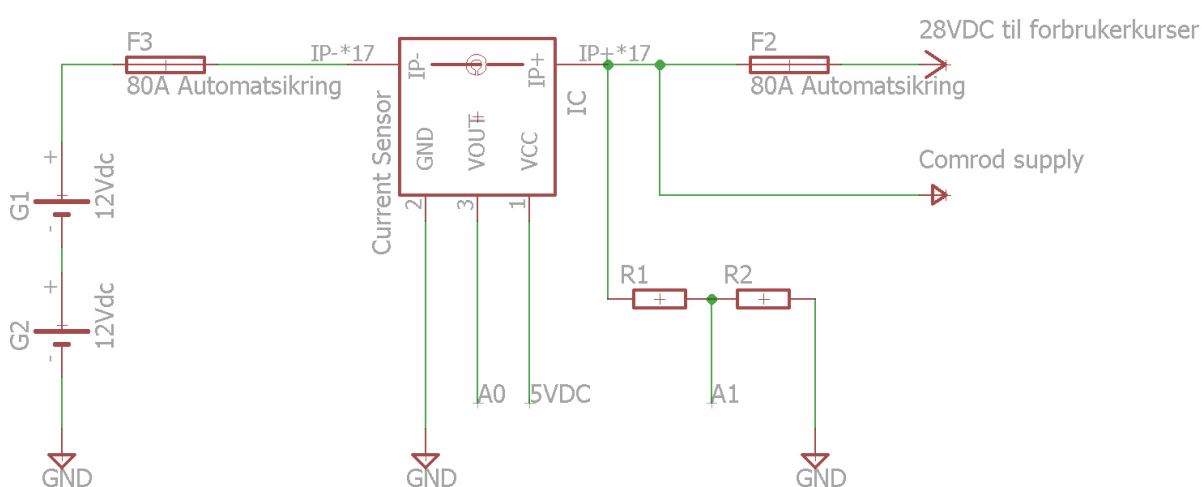 28VDC til forbrukerkurser
F3
IP-*17
IP+*17
F2
80A Automatsikring
IP-
IP+
80A Automatsikring
IC
GND
VOUT
VCC
Current Sensor
2
3
1
Comrod supply
G1
+
12Vdc
-
G2
+
12Vdc
-
R1
R2
A0
5VDC
A1
GND
GND
GND